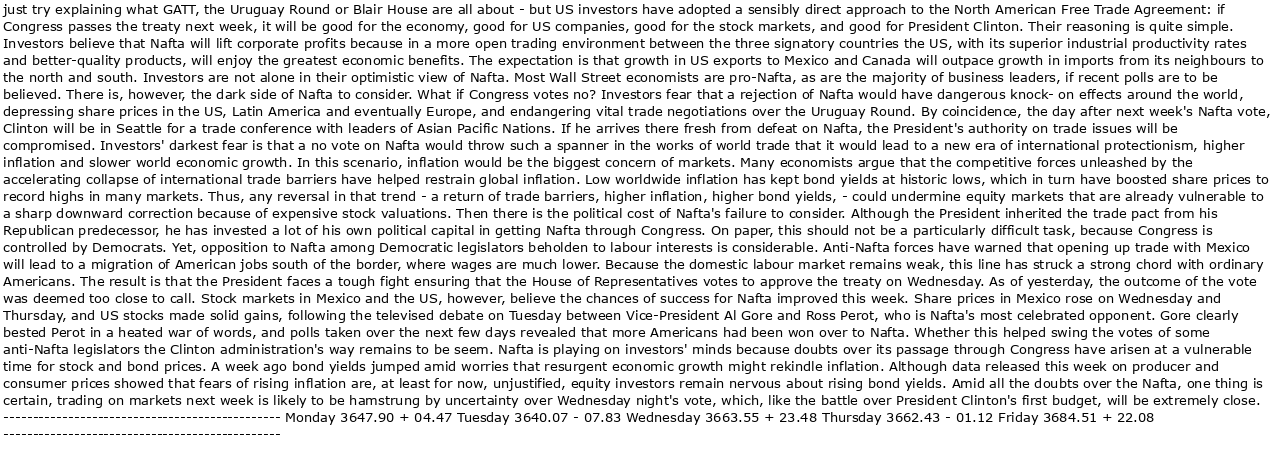 just try explaining what GATT, the Uruguay Round or Blair House are all about - but US investors have adopted a sensibly direct approach to the North American Free Trade Agreement: if
Congress passes the treaty next week, it will be good for the economy, good for US companies, good for the stock markets, and good for President Clinton. Their reasoning is quite simple.
Investors believe that Nafta will lift corporate profits because in a more open trading environment between the three signatory countries the US, with its superior industrial productivity rates
and better-quality products, will enjoy the greatest economic benefits. The expectation is that growth in US exports to Mexico and Canada will outpace growth in imports from its neighbours to
the north and south. Investors are not alone in their optimistic view of Nafta. Most Wall Street economists are pro-Nafta, as are the majority of business leaders, if recent polls are to be
believed. There is, however, the dark side of Nafta to consider. What if Congress votes no? Investors fear that a rejection of Nafta would have dangerous knock- on effects around the world,
depressing share prices in the US, Latin America and eventually Europe, and endangering vital trade negotiations over the Uruguay Round. By coincidence, the day after next week's Nafta vote,
Clinton will be in Seattle for a trade conference with leaders of Asian Pacific Nations. If he arrives there fresh from defeat on Nafta, the President's authority on trade issues will be
compromised. Investors' darkest fear is that a no vote on Nafta would throw such a spanner in the works of world trade that it would lead to a new era of international protectionism, higher
inflation and slower world economic growth. In this scenario, inflation would be the biggest concern of markets. Many economists argue that the competitive forces unleashed by the
accelerating collapse of international trade barriers have helped restrain global inflation. Low worldwide inflation has kept bond yields at historic lows, which in turn have boosted share prices to
record highs in many markets. Thus, any reversal in that trend - a return of trade barriers, higher inflation, higher bond yields, - could undermine equity markets that are already vulnerable to
a sharp downward correction because of expensive stock valuations. Then there is the political cost of Nafta's failure to consider. Although the President inherited the trade pact from his
Republican predecessor, he has invested a lot of his own political capital in getting Nafta through Congress. On paper, this should not be a particularly difficult task, because Congress is
controlled by Democrats. Yet, opposition to Nafta among Democratic legislators beholden to labour interests is considerable. Anti-Nafta forces have warned that opening up trade with Mexico
will lead to a migration of American jobs south of the border, where wages are much lower. Because the domestic labour market remains weak, this line has struck a strong chord with ordinary
Americans. The result is that the President faces a tough fight ensuring that the House of Representatives votes to approve the treaty on Wednesday. As of yesterday, the outcome of the vote
was deemed too close to call. Stock markets in Mexico and the US, however, believe the chances of success for Nafta improved this week. Share prices in Mexico rose on Wednesday and
Thursday, and US stocks made solid gains, following the televised debate on Tuesday between Vice-President Al Gore and Ross Perot, who is Nafta's most celebrated opponent. Gore clearly
bested Perot in a heated war of words, and polls taken over the next few days revealed that more Americans had been won over to Nafta. Whether this helped swing the votes of some
anti-Nafta legislators the Clinton administration's way remains to be seem. Nafta is playing on investors' minds because doubts over its passage through Congress have arisen at a vulnerable
time for stock and bond prices. A week ago bond yields jumped amid worries that resurgent economic growth might rekindle inflation. Although data released this week on producer and
consumer prices showed that fears of rising inflation are, at least for now, unjustified, equity investors remain nervous about rising bond yields. Amid all the doubts over the Nafta, one thing is
certain, trading on markets next week is likely to be hamstrung by uncertainty over Wednesday night's vote, which, like the battle over President Clinton's first budget, will be extremely close.
---------------------------------------------- Monday 3647.90 + 04.47 Tuesday 3640.07 - 07.83 Wednesday 3663.55 + 23.48 Thursday 3662.43 - 01.12 Friday 3684.51 + 22.08
----------------------------------------------